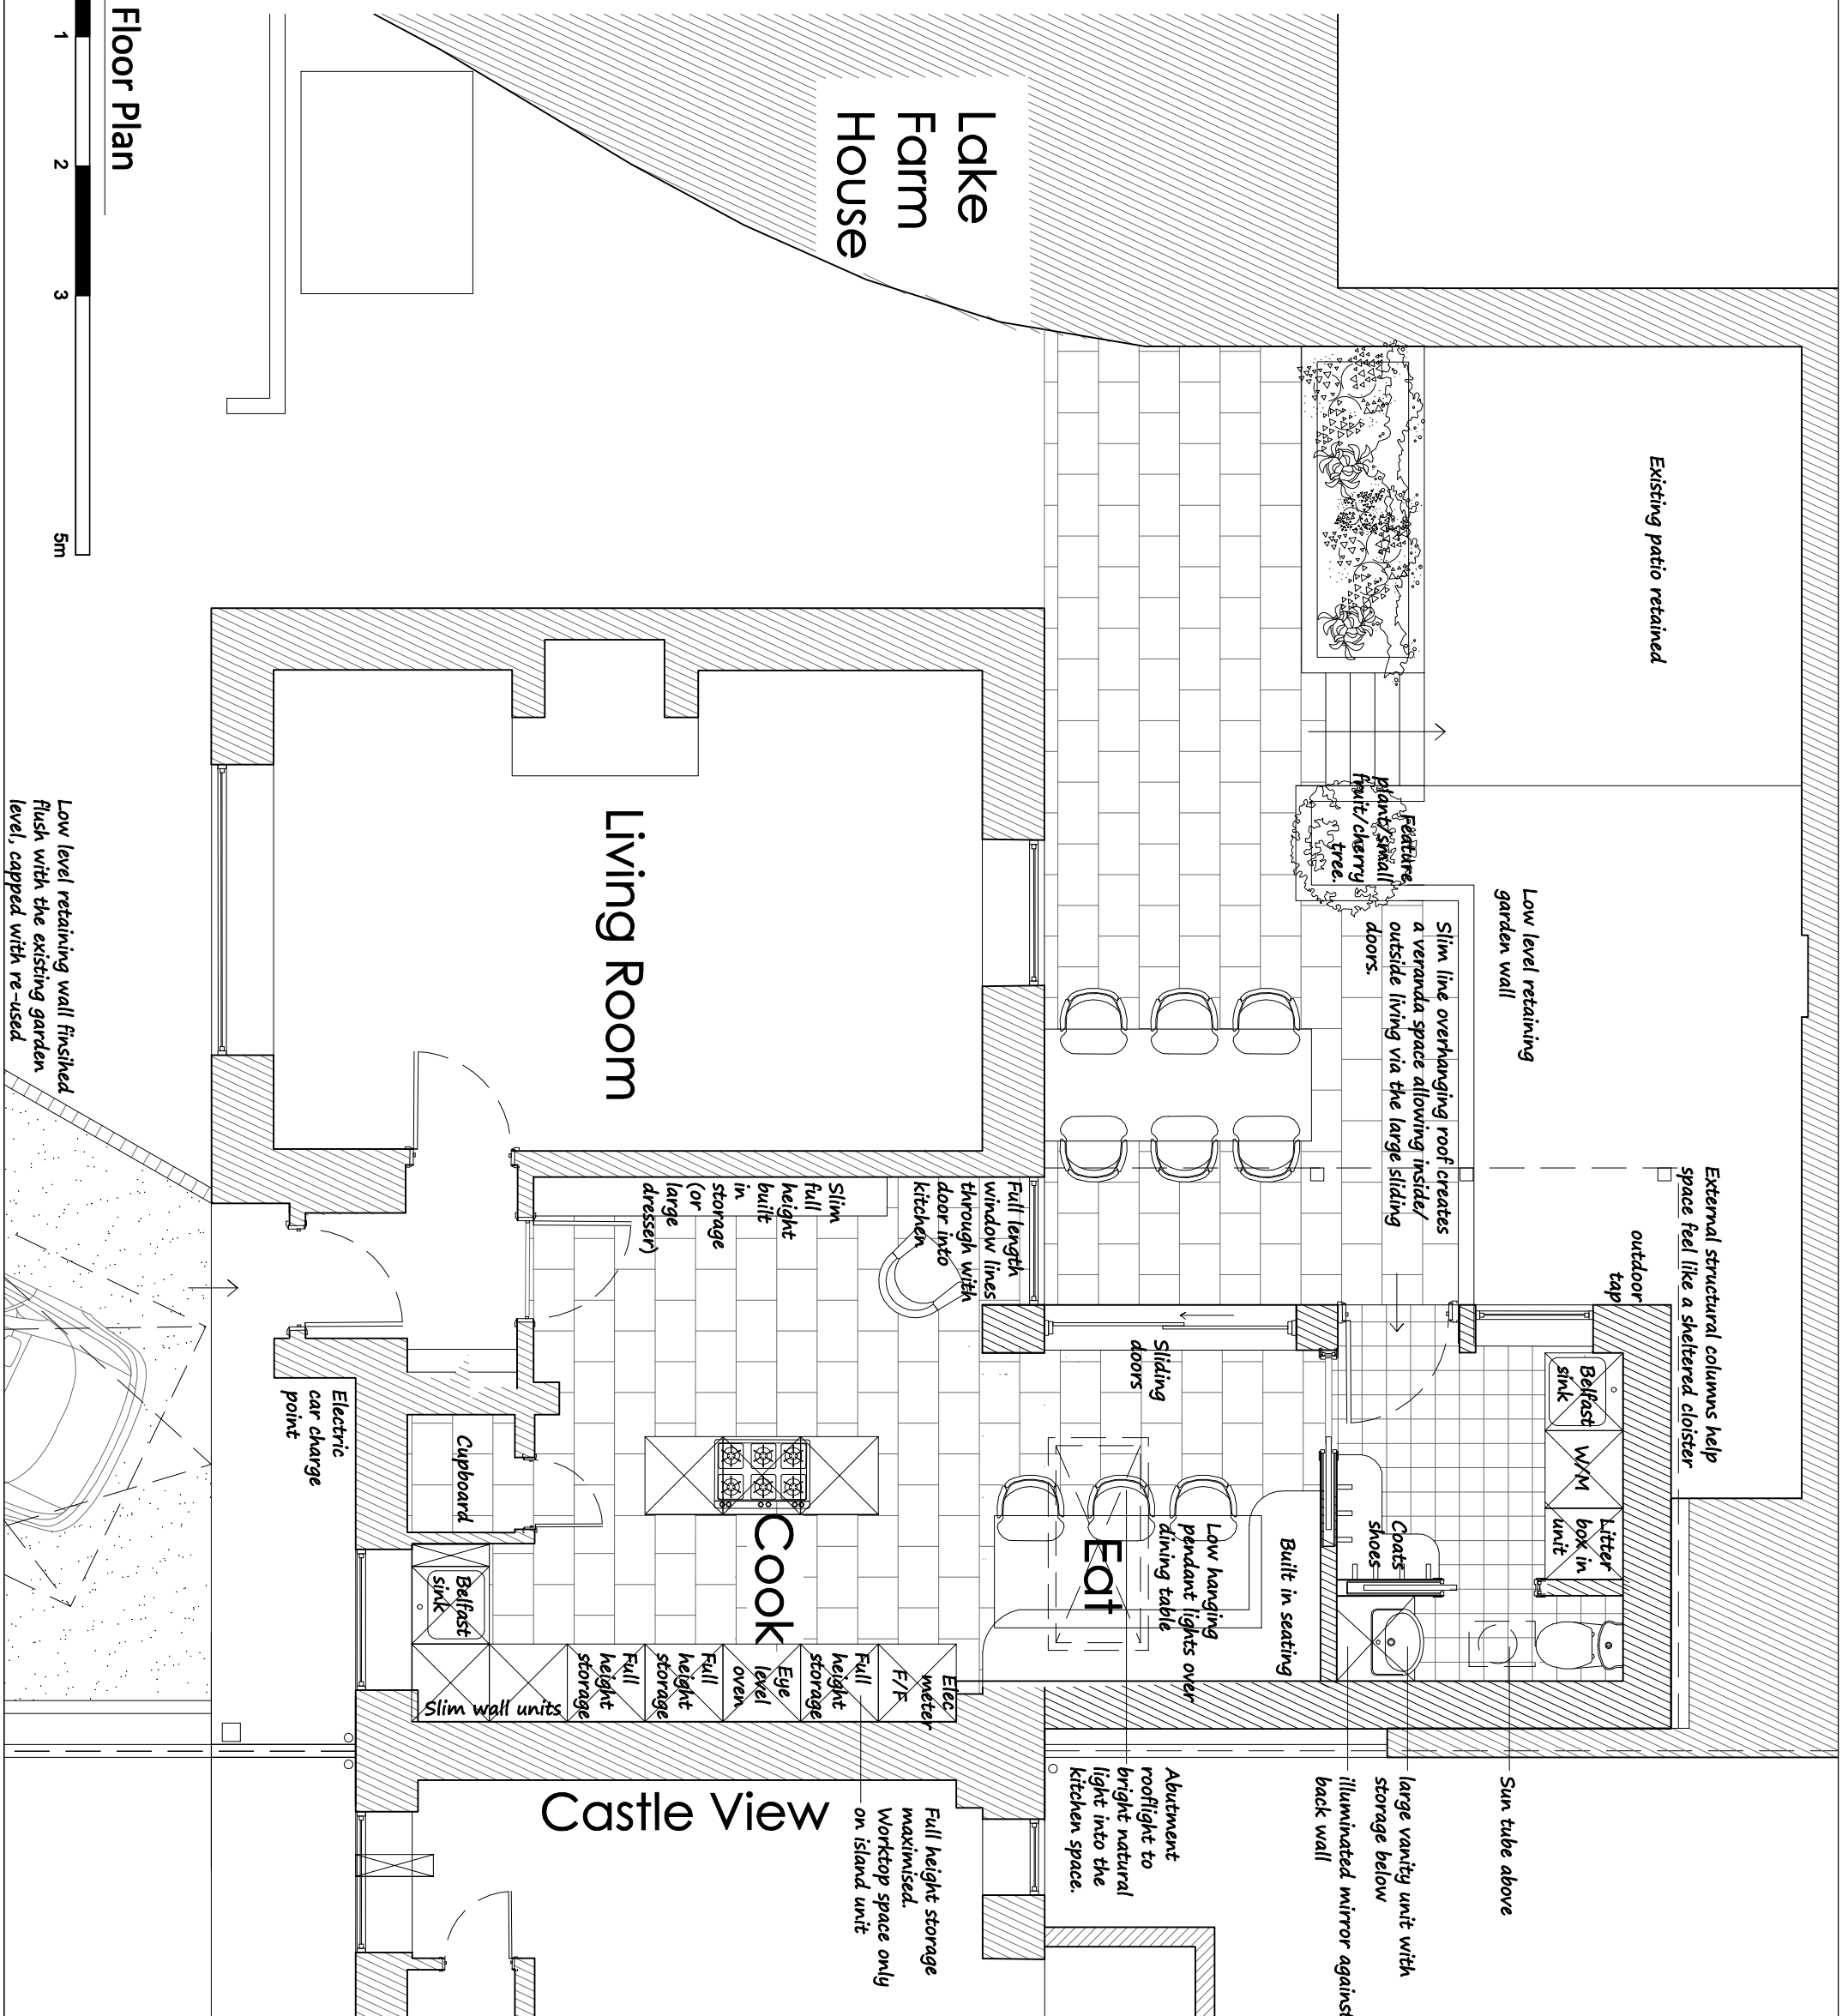 Floor Plan
1
2
3
5m
Lake
Farm
House
Existing patio retained
Low level retaining
garden wall
Feature
plant/small
fruit/cherry
tree.
Slim line overhanging roof creates
a veranda space allowing inside/
outside living via the large sliding
doors.
External structural columns help
space feel like a sheltered cloister
outdoor
tap
Living Room
Low level retaining wall finsihed
flush with the existing garden
level, capped with re-used
Full length
window lines
through with
door into
kitchen
Slim
full
height
built
in
storage
(or
large
dresser)
Sliding
doors
Belfast
sink
W/M
Litter
box in
unit
Coats
shoes
Built in seating
Low hanging
pendant lights over
dining table
Eat
Cook
Cupboard
Electric
car charge
point
Belfast
sink
Elec
meter
F/F
Full
height
storage
Eye
level
oven
Full
height
storage
Full
height
storage
Slim wall units
Sun tube above
large vanity unit with
storage below
illuminated mirror against
back wall
Abutment
rooflight to
bright natural
light into the
kitchen space.
Full height storage
maximised.
Worktop space only
on island unit
Castle View